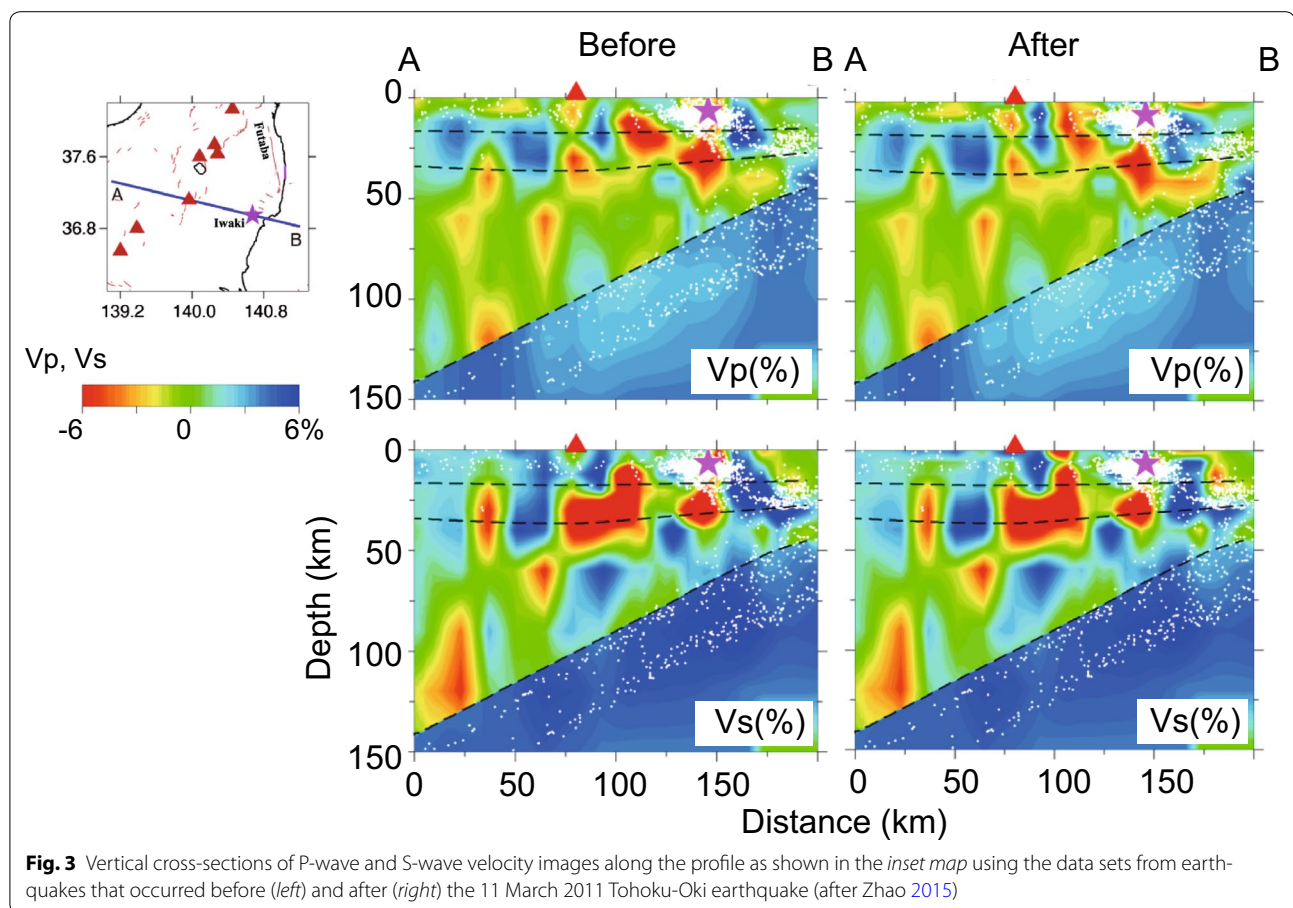 Before
After
A
B
A
B
Futaba
37.6
A
Iwaki
36.8
B
139.2 140.0 140.8
Vp, Vs
-6 0 6%
0
50
100
150
Vp(%)
Vp(%)
0
50
100
150
Depth (km)
Vs(%)
Vs(%)
0 50 100 150
0 50 100 150
Distance (km)
Fig. 3 Vertical cross-sections of P-wave and S-wave velocity images along the profile as shown in the inset map using the data sets from earth-
quakes that occurred before (left) and after (right) the 11 March 2011 Tohoku-Oki earthquake (after Zhao 2015)